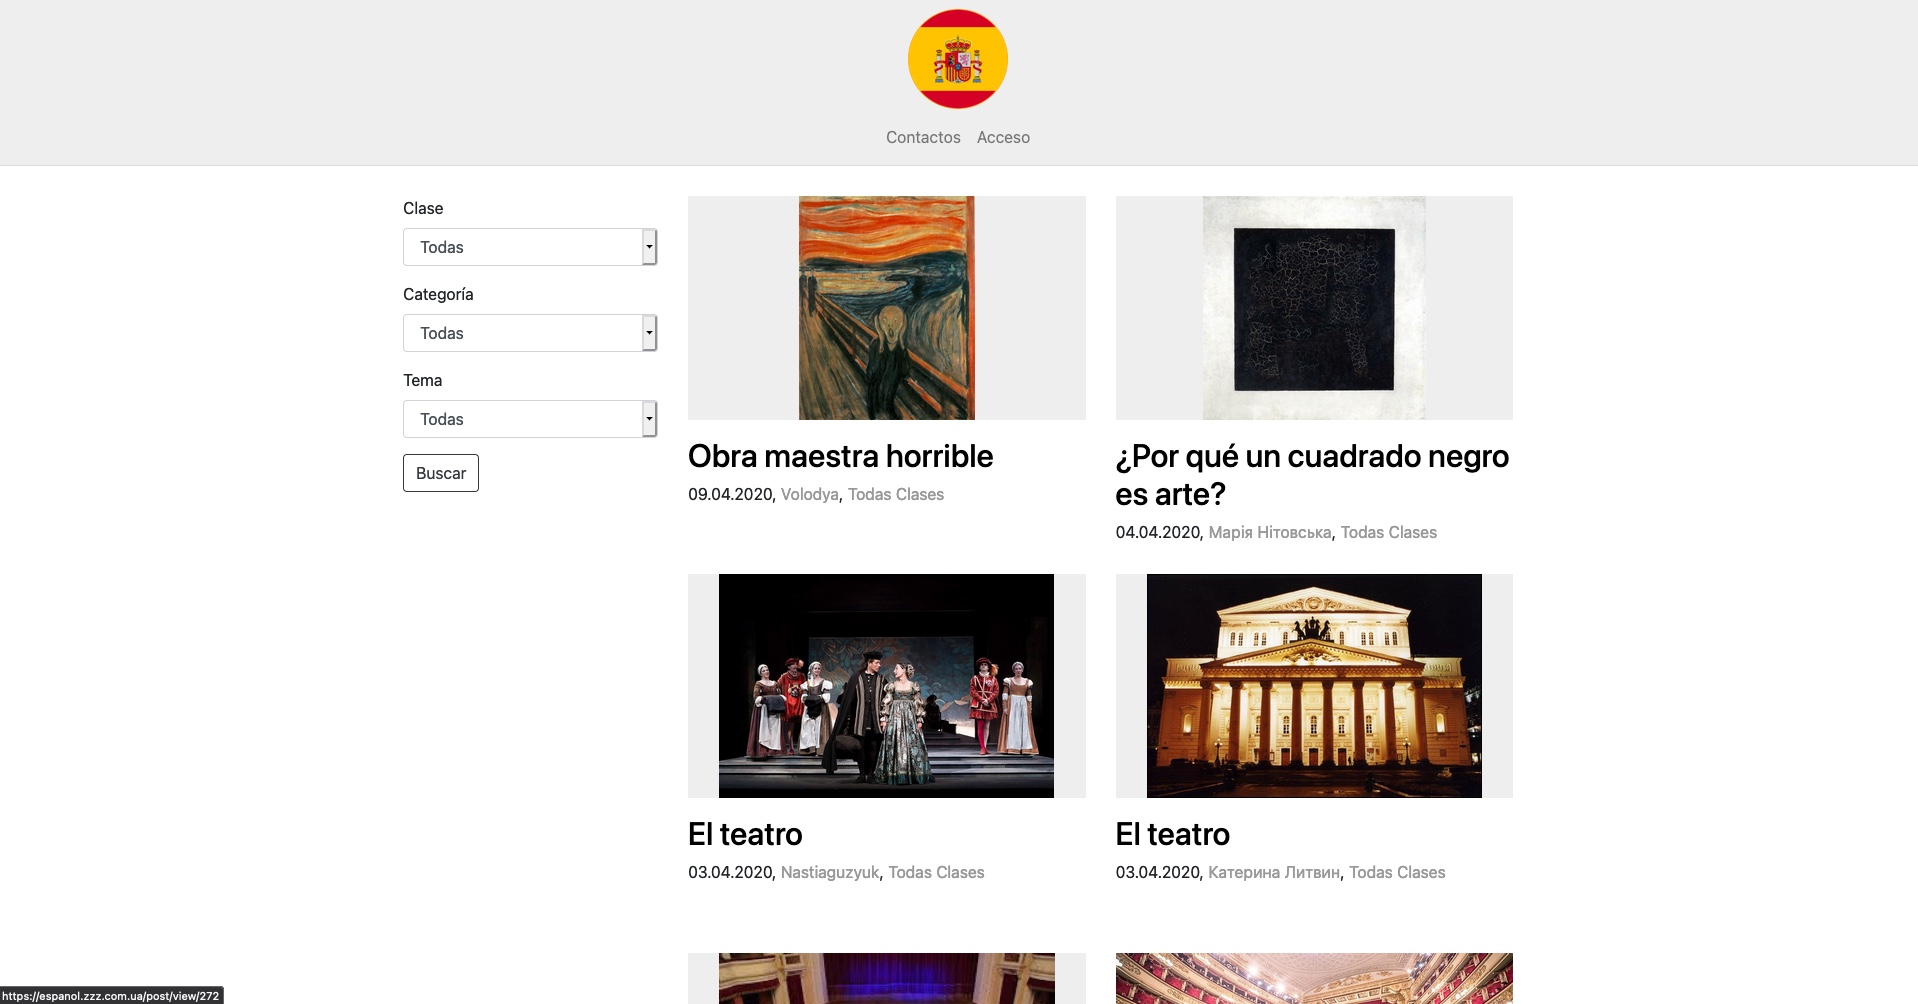 Contactos Acceso
Clase
Todas
Categoría
Todas
Tema
Todas
Buscar
Obra maestra horrible
09.04.2020, Volodya, Todas Clases
¿Por qué un cuadrado negro
es arte?
04.04.2020, Марія Нітовська, Todas Clases
El teatro
03.04.2020, Nastiaguzyuk, Todas Clases
El teatro
03.04.2020, Катерина Литвин, Todas Clases
https://espanol.zzz.com.ua/post/view/272